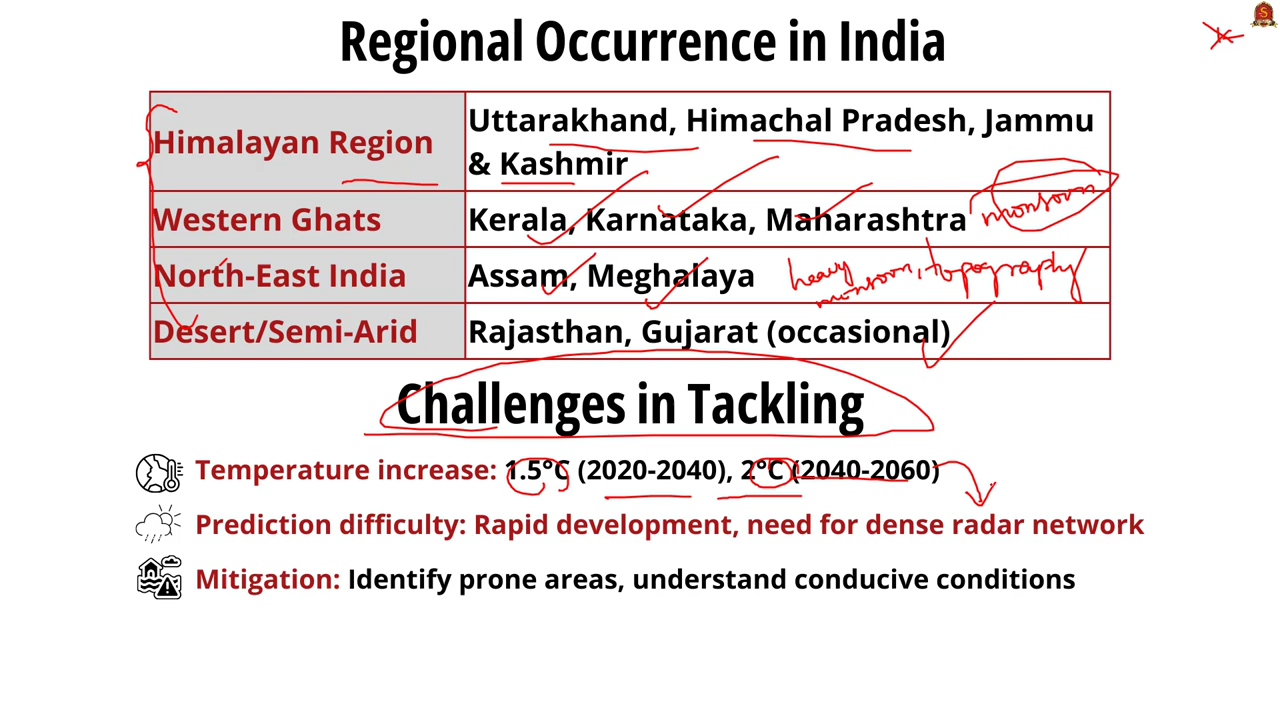 Regional Occurrence in India
Himalayan Region
Uttarakhand, Himachal Pradesh, Jammu
& Kashmir
Western Ghats
Kerala, Karnataka, Maharashtra
monsoon
North-East India
Assam, Meghalaya
heavy
monsoon, topography
Desert/Semi-Arid
Rajasthan, Gujarat (occasional)
Challenges in Tackling
Temperature increase: 1.5°C (2020-2040), 2°C (2040-2060)
Prediction difficulty: Rapid development, need for dense radar network
Mitigation: Identify prone areas, understand conducive conditions